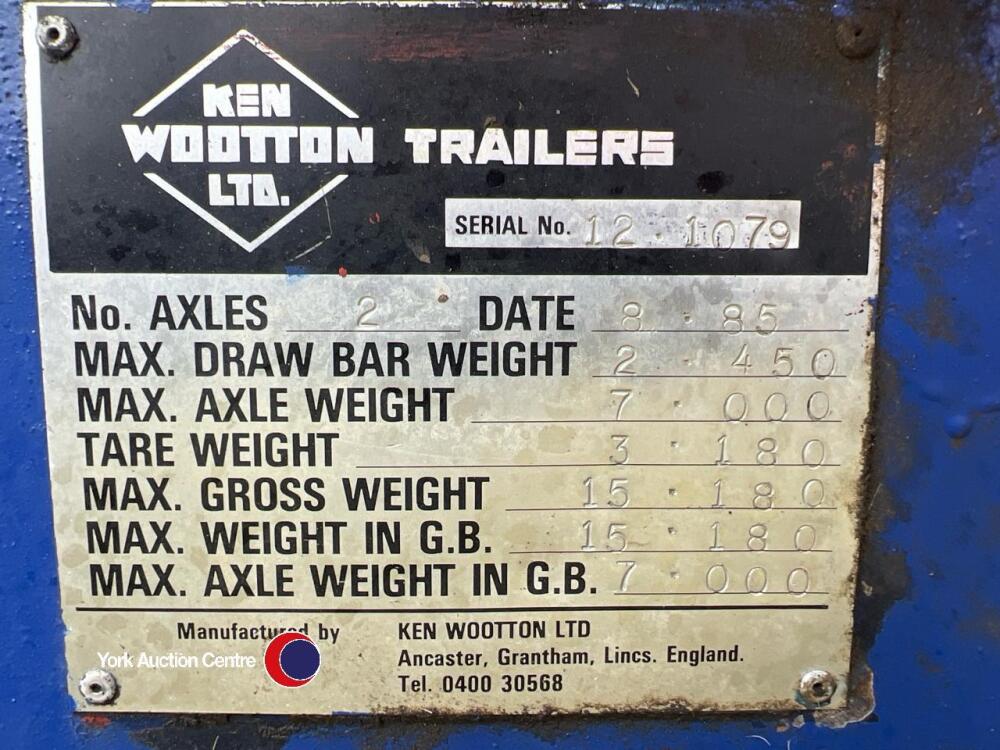 KEN
WOOTTON TRAILERS
LTD.
SERIAL No. 12 · 1079
No. AXLES 2 DATE 8 · 85
MAX. DRAW BAR WEIGHT 2 · 450
MAX. AXLE WEIGHT 7 · 000
TARE WEIGHT 3 · 180
MAX. GROSS WEIGHT 15 · 180
MAX. WEIGHT IN G.B. 15 · 180
MAX. AXLE WEIGHT IN G.B. 7 · 000
Manufactured by KEN WOOTTON LTD
Ancaster, Grantham, Lincs. England.
Tel. 0400 30568
York Auction Centre